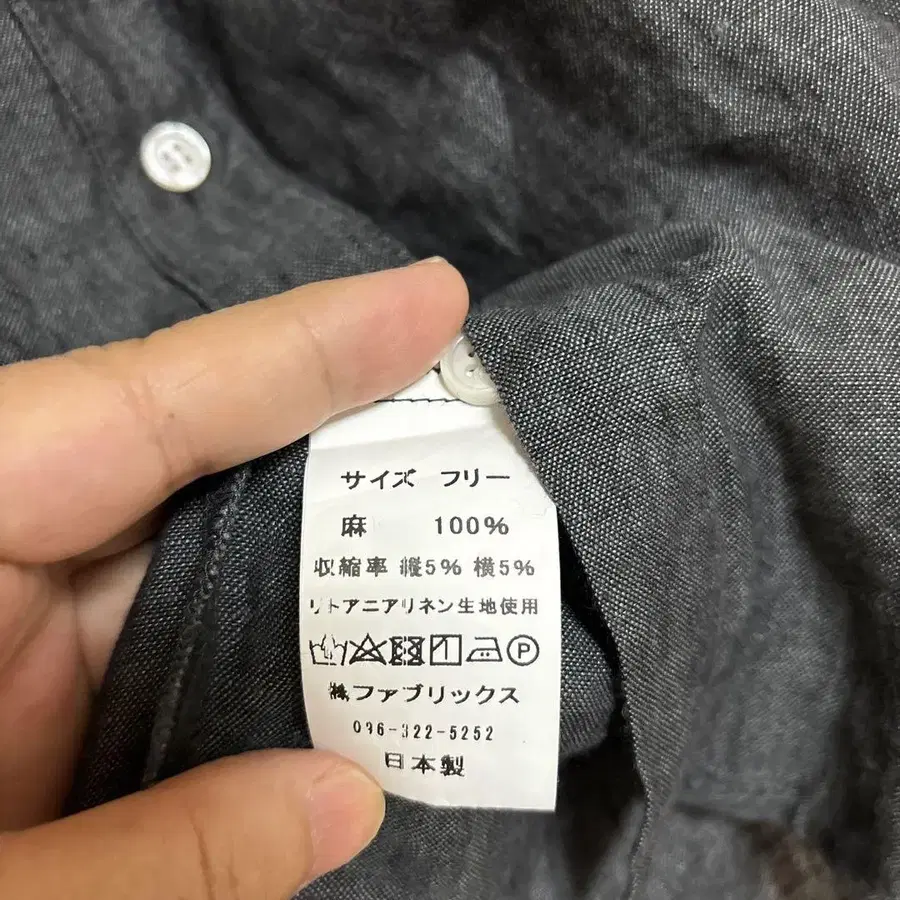 サイズ フリー
麻 100%
収縮率 縦5% 横5%
リトアニアリネン生地使用
P
㈱ファブリックス
096-322-5252
日本製